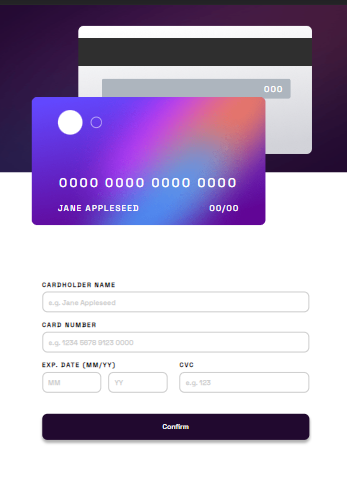 000
0000 0000 0000 0000
JANE APPLESEED 00/00
CARDHOLDER NAME
e.g. Jane Appleseed
CARD NUMBER
e.g. 1234 5678 9123 0000
EXP. DATE (MM/YY) CVC
MM YY e.g. 123
Confirm